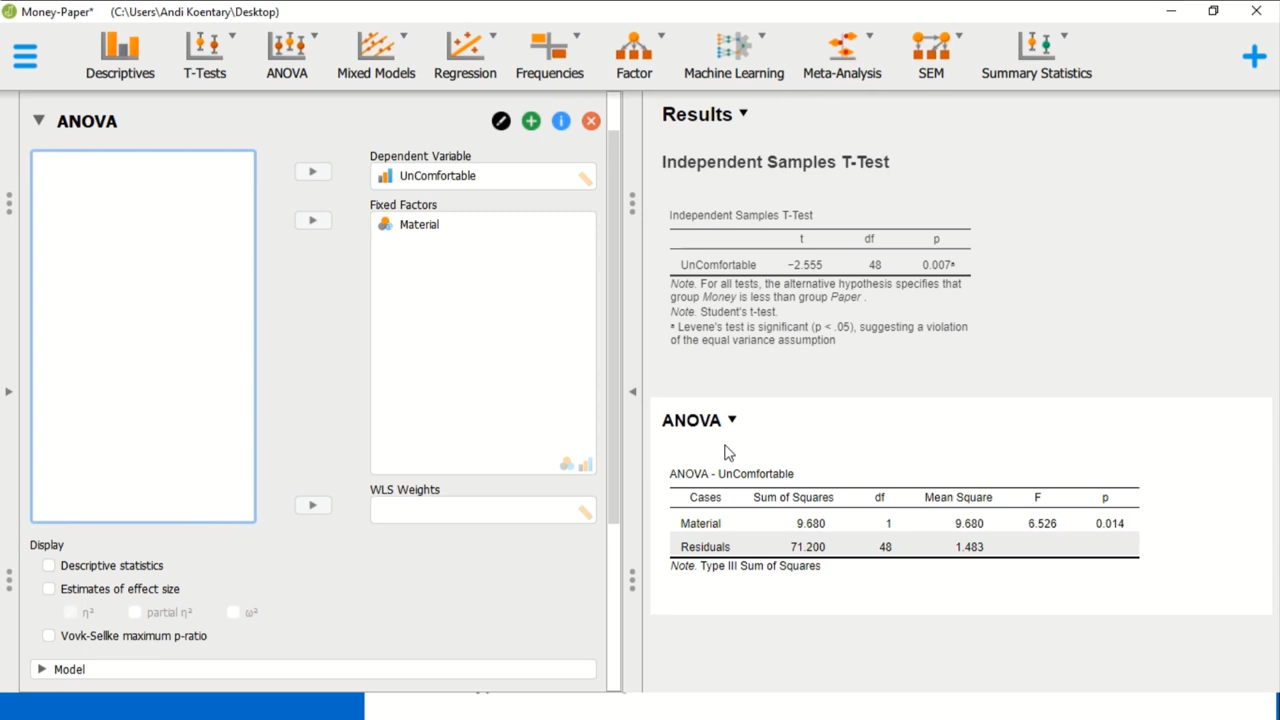 Money-Paper* (C:\Users\Andi Koentary\Desktop)
Descriptives T-Tests ANOVA Mixed Models Regression Frequencies Factor Machine Learning Meta-Analysis SEM Summary Statistics
ANOVA
Dependent Variable
UnComfortable
Fixed Factors
Material
WLS Weights
Display
Descriptive statistics
Estimates of effect size
η² partial η² ω²
Vovk-Sellke maximum p-ratio
Model
Results
Independent Samples T-Test
Independent Samples T-Test
t df p
UnComfortable −2.555 48 0.007ᵃ
Note. For all tests, the alternative hypothesis specifies that
group Money is less than group Paper .
Note. Student's t-test.
ᵃ Levene's test is significant (p < .05), suggesting a violation
of the equal variance assumption
ANOVA
ANOVA - UnComfortable
Cases Sum of Squares df Mean Square F p
Material 9.680 1 9.680 6.526 0.014
Residuals 71.200 48 1.483
Note. Type III Sum of Squares